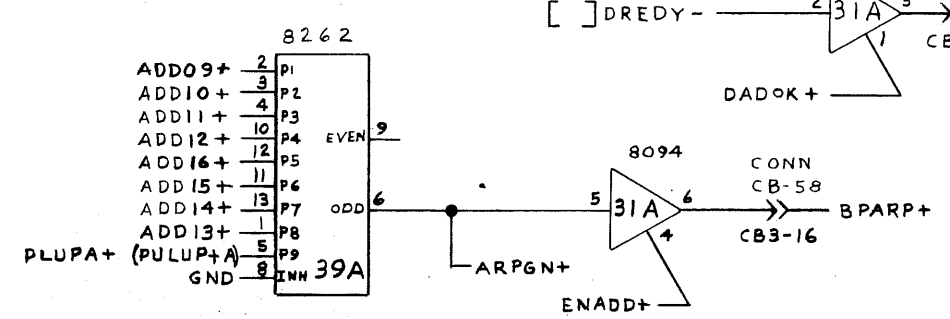 [ ] DREDY- 2 31A 3
1
CB
DADOK+
8262
ADD09+ 2 P1
ADD10+ 3 P2
ADD11+ 4 P3
ADD12+ 10 P4 EVEN 9
ADD16+ 12 P5
ADD15+ 11 P6
ADD14+ 13 P7 ODD 6
ADD13+ 1 P8
PLUPA+ (PULUP+A) 5 P9
GND 8 INH 39A
ARPGN+
8094
5 31A 6
4
ENADD+
CONN
CB-58
BPARP+
CB3-16